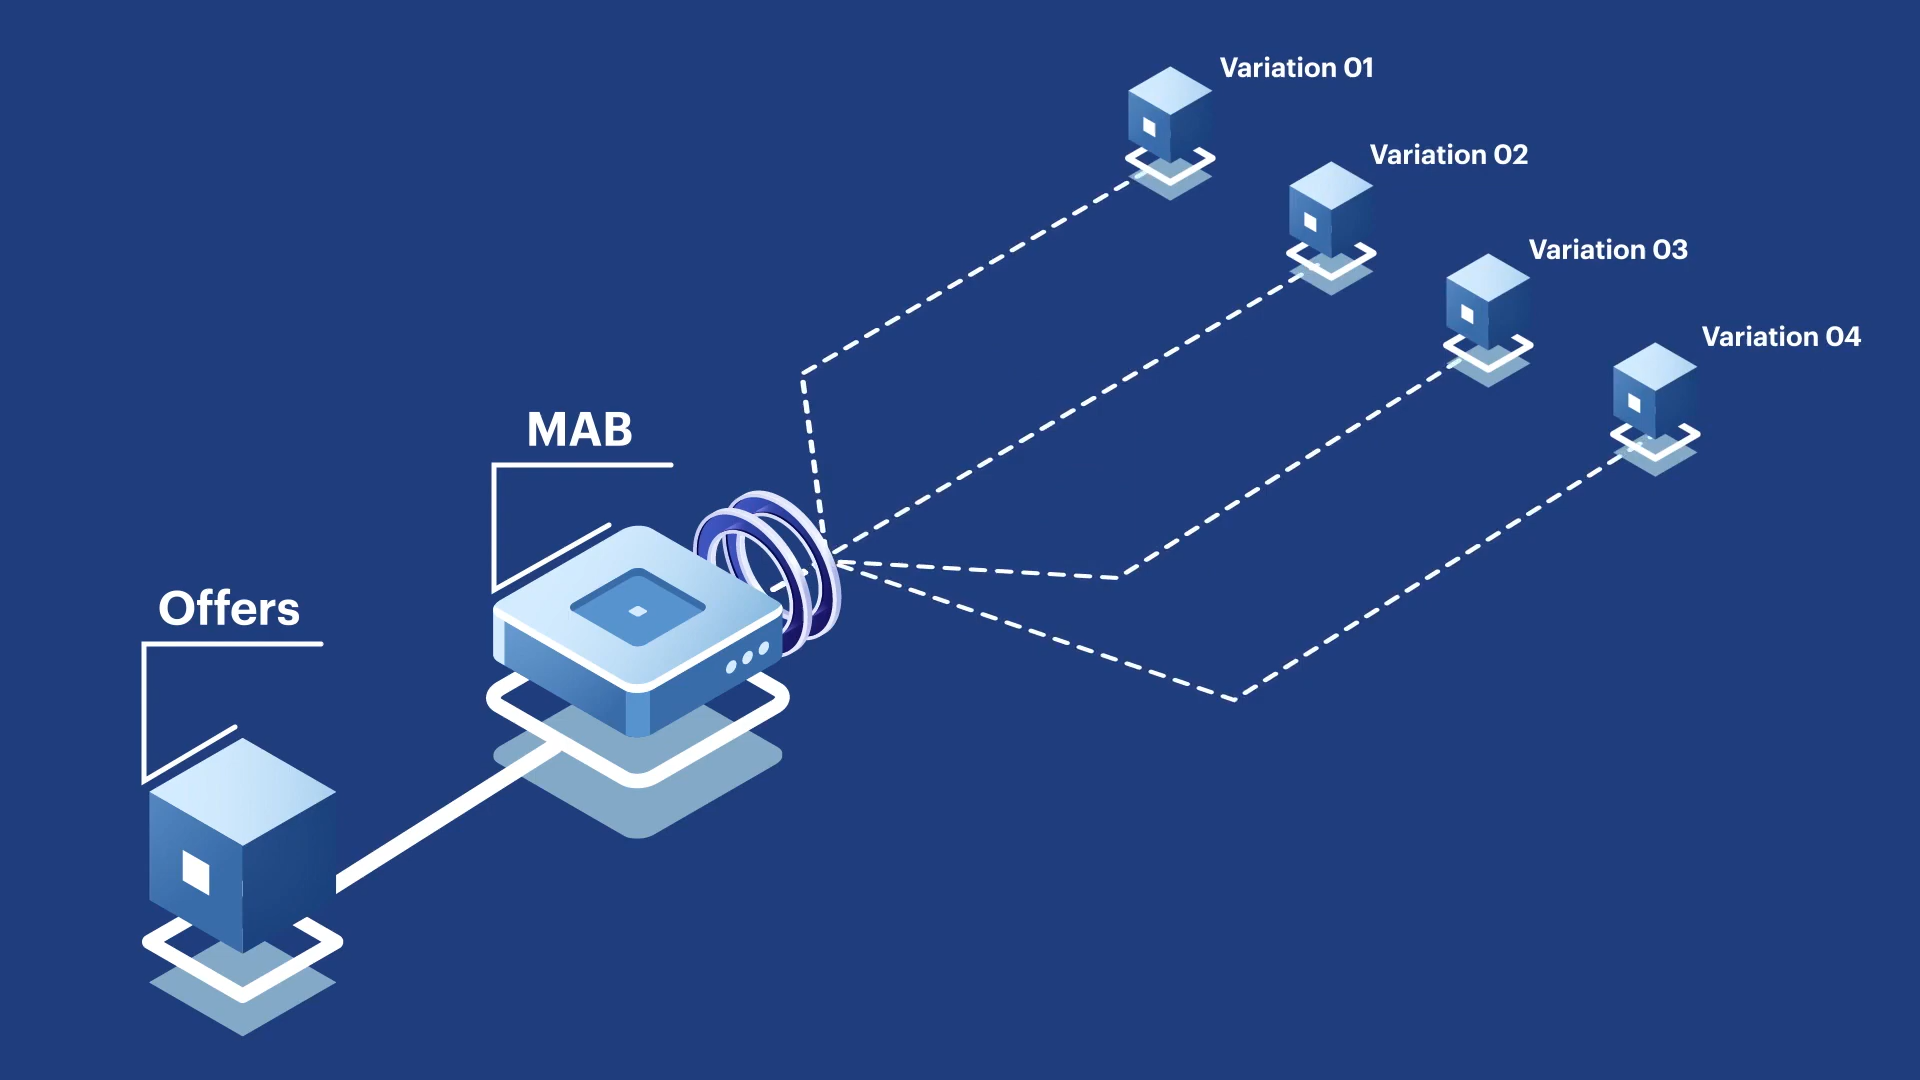 Variation 01
Variation 02
Variation 03
Variation 04
MAB
Offers